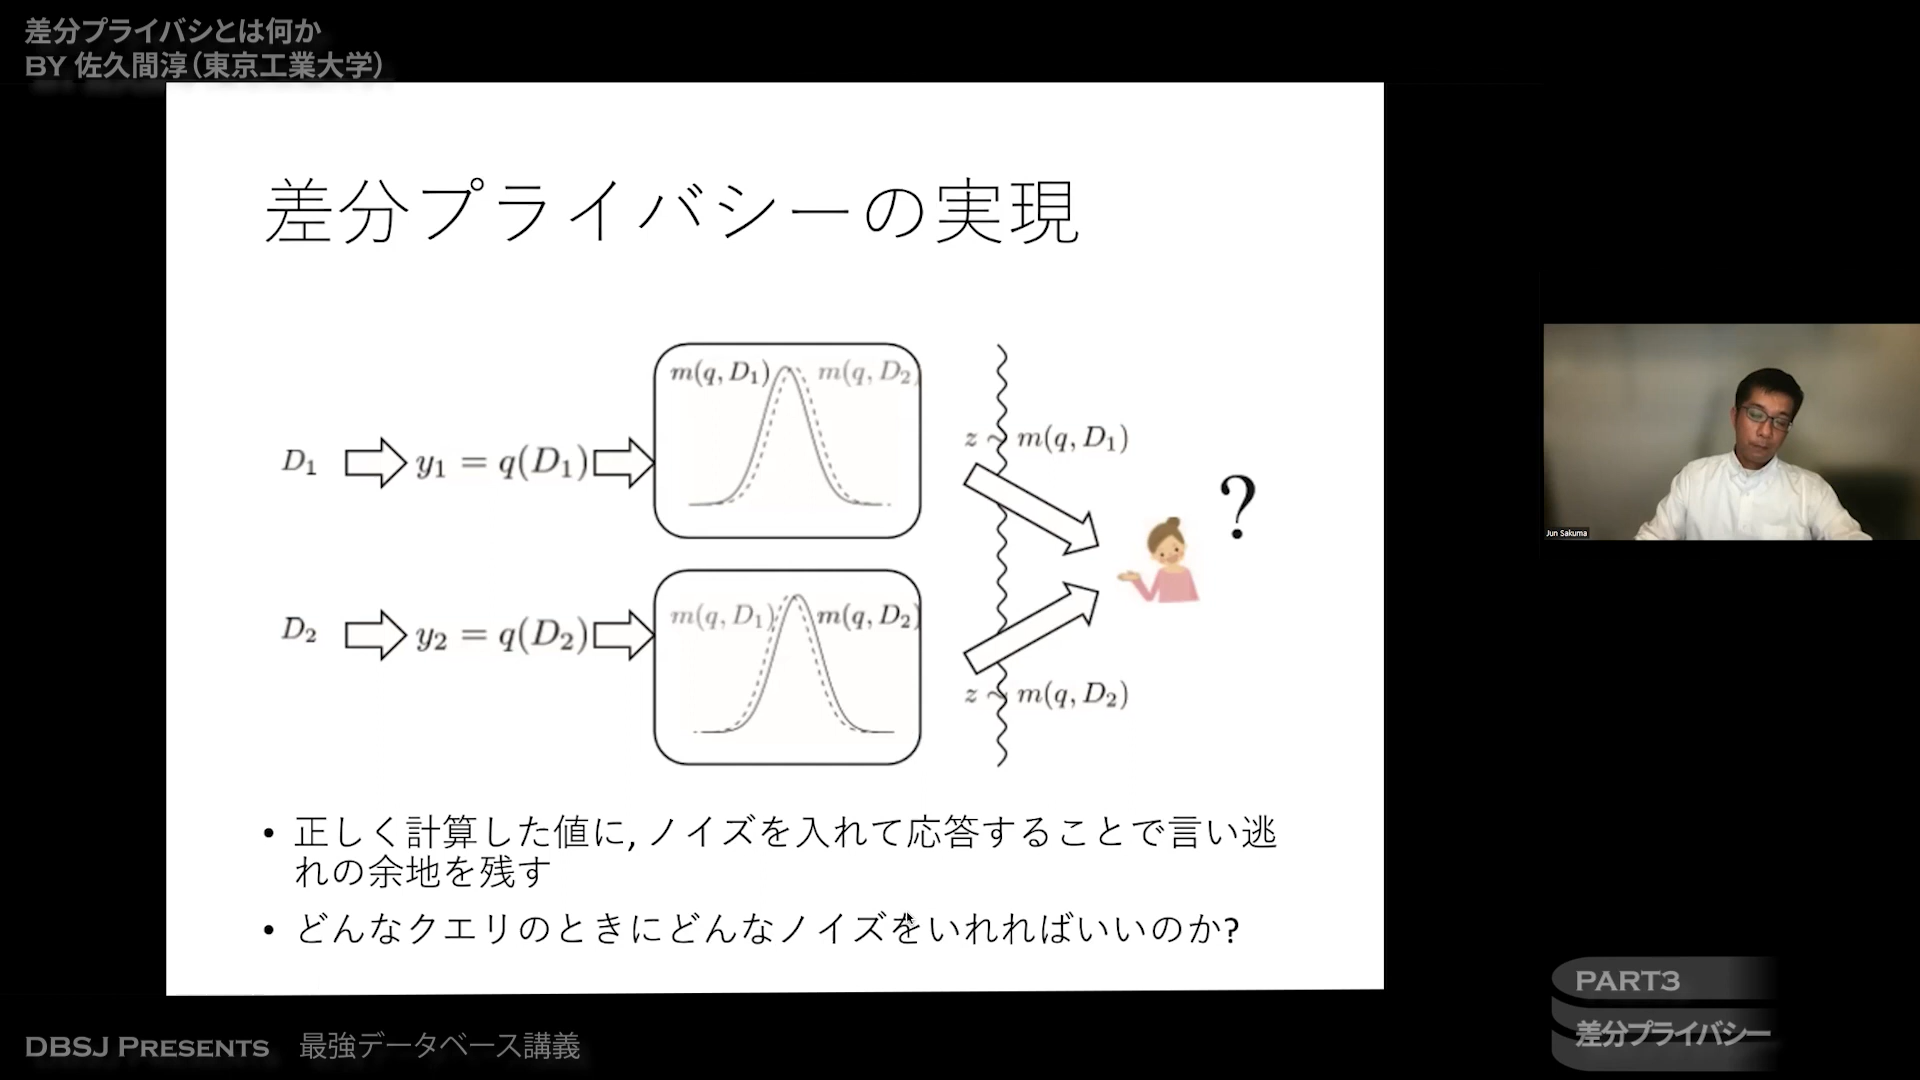 差分プライバシとは何か
BY 佐久間淳（東京工業大学）
差分プライバシーの実現
m(q, D₁) m(q, D₂)
z ~ m(q, D₁)
D₁ y₁ = q(D₁)
?
D₂ y₂ = q(D₂)
m(q, D₁) m(q, D₂)
z ~ m(q, D₂)
• 正しく計算した値に, ノイズを入れて応答することで言い逃
れの余地を残す
• どんなクエリのときにどんなノイズをいれればいいのか?
Jun Sakuma
PART3
差分プライバシー
DBSJ PRESENTS 最強データベース講義